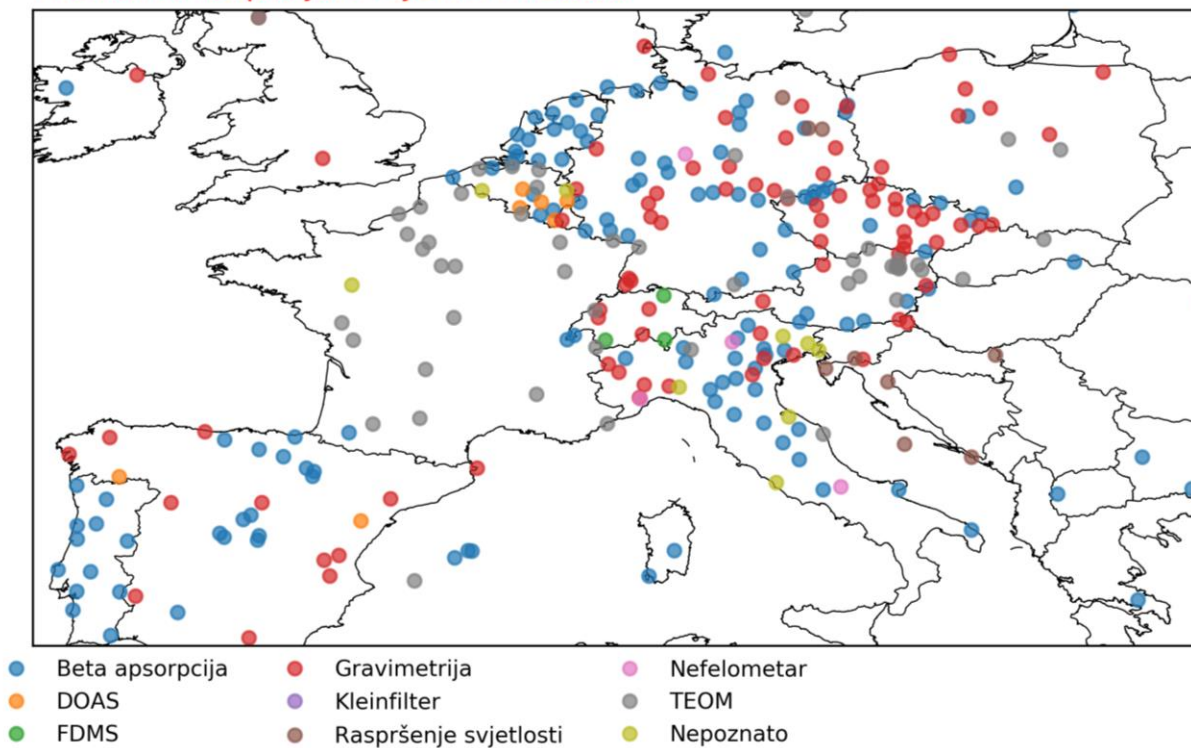 Beta apsorpcija
DOAS
FDMS
Gravimetrija
Kleinfilter
Raspršenje svjetlosti
Nefelometar
TEOM
Nepoznato